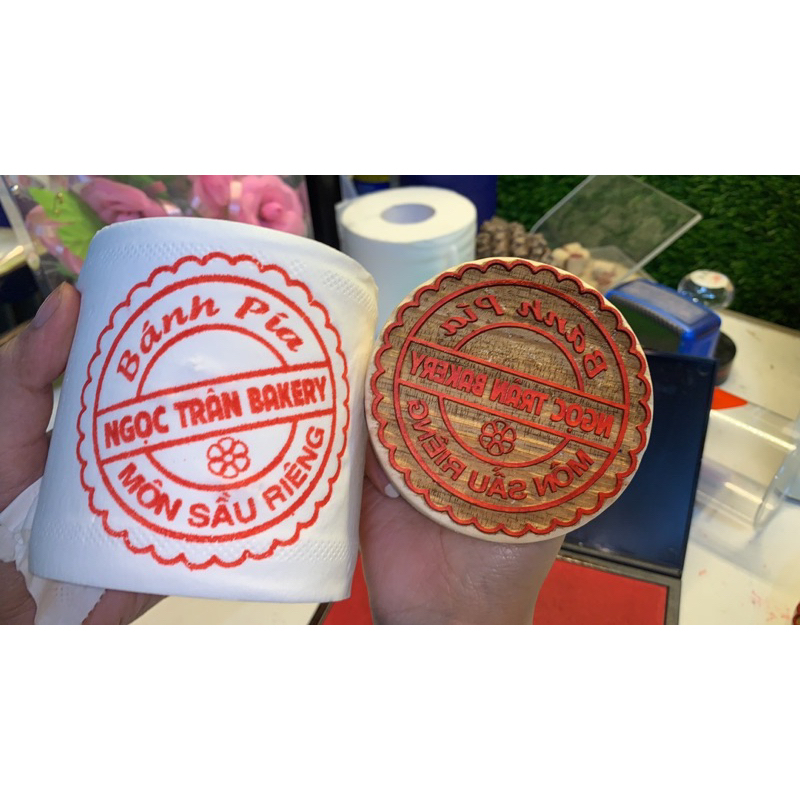 Bánh Pía
NGỌC TRÂN BAKERY
MÔN SẦU RIÊNG
Bánh Pía
NGỌC TRÂN BAKERY
MÔN SẦU RIÊNG